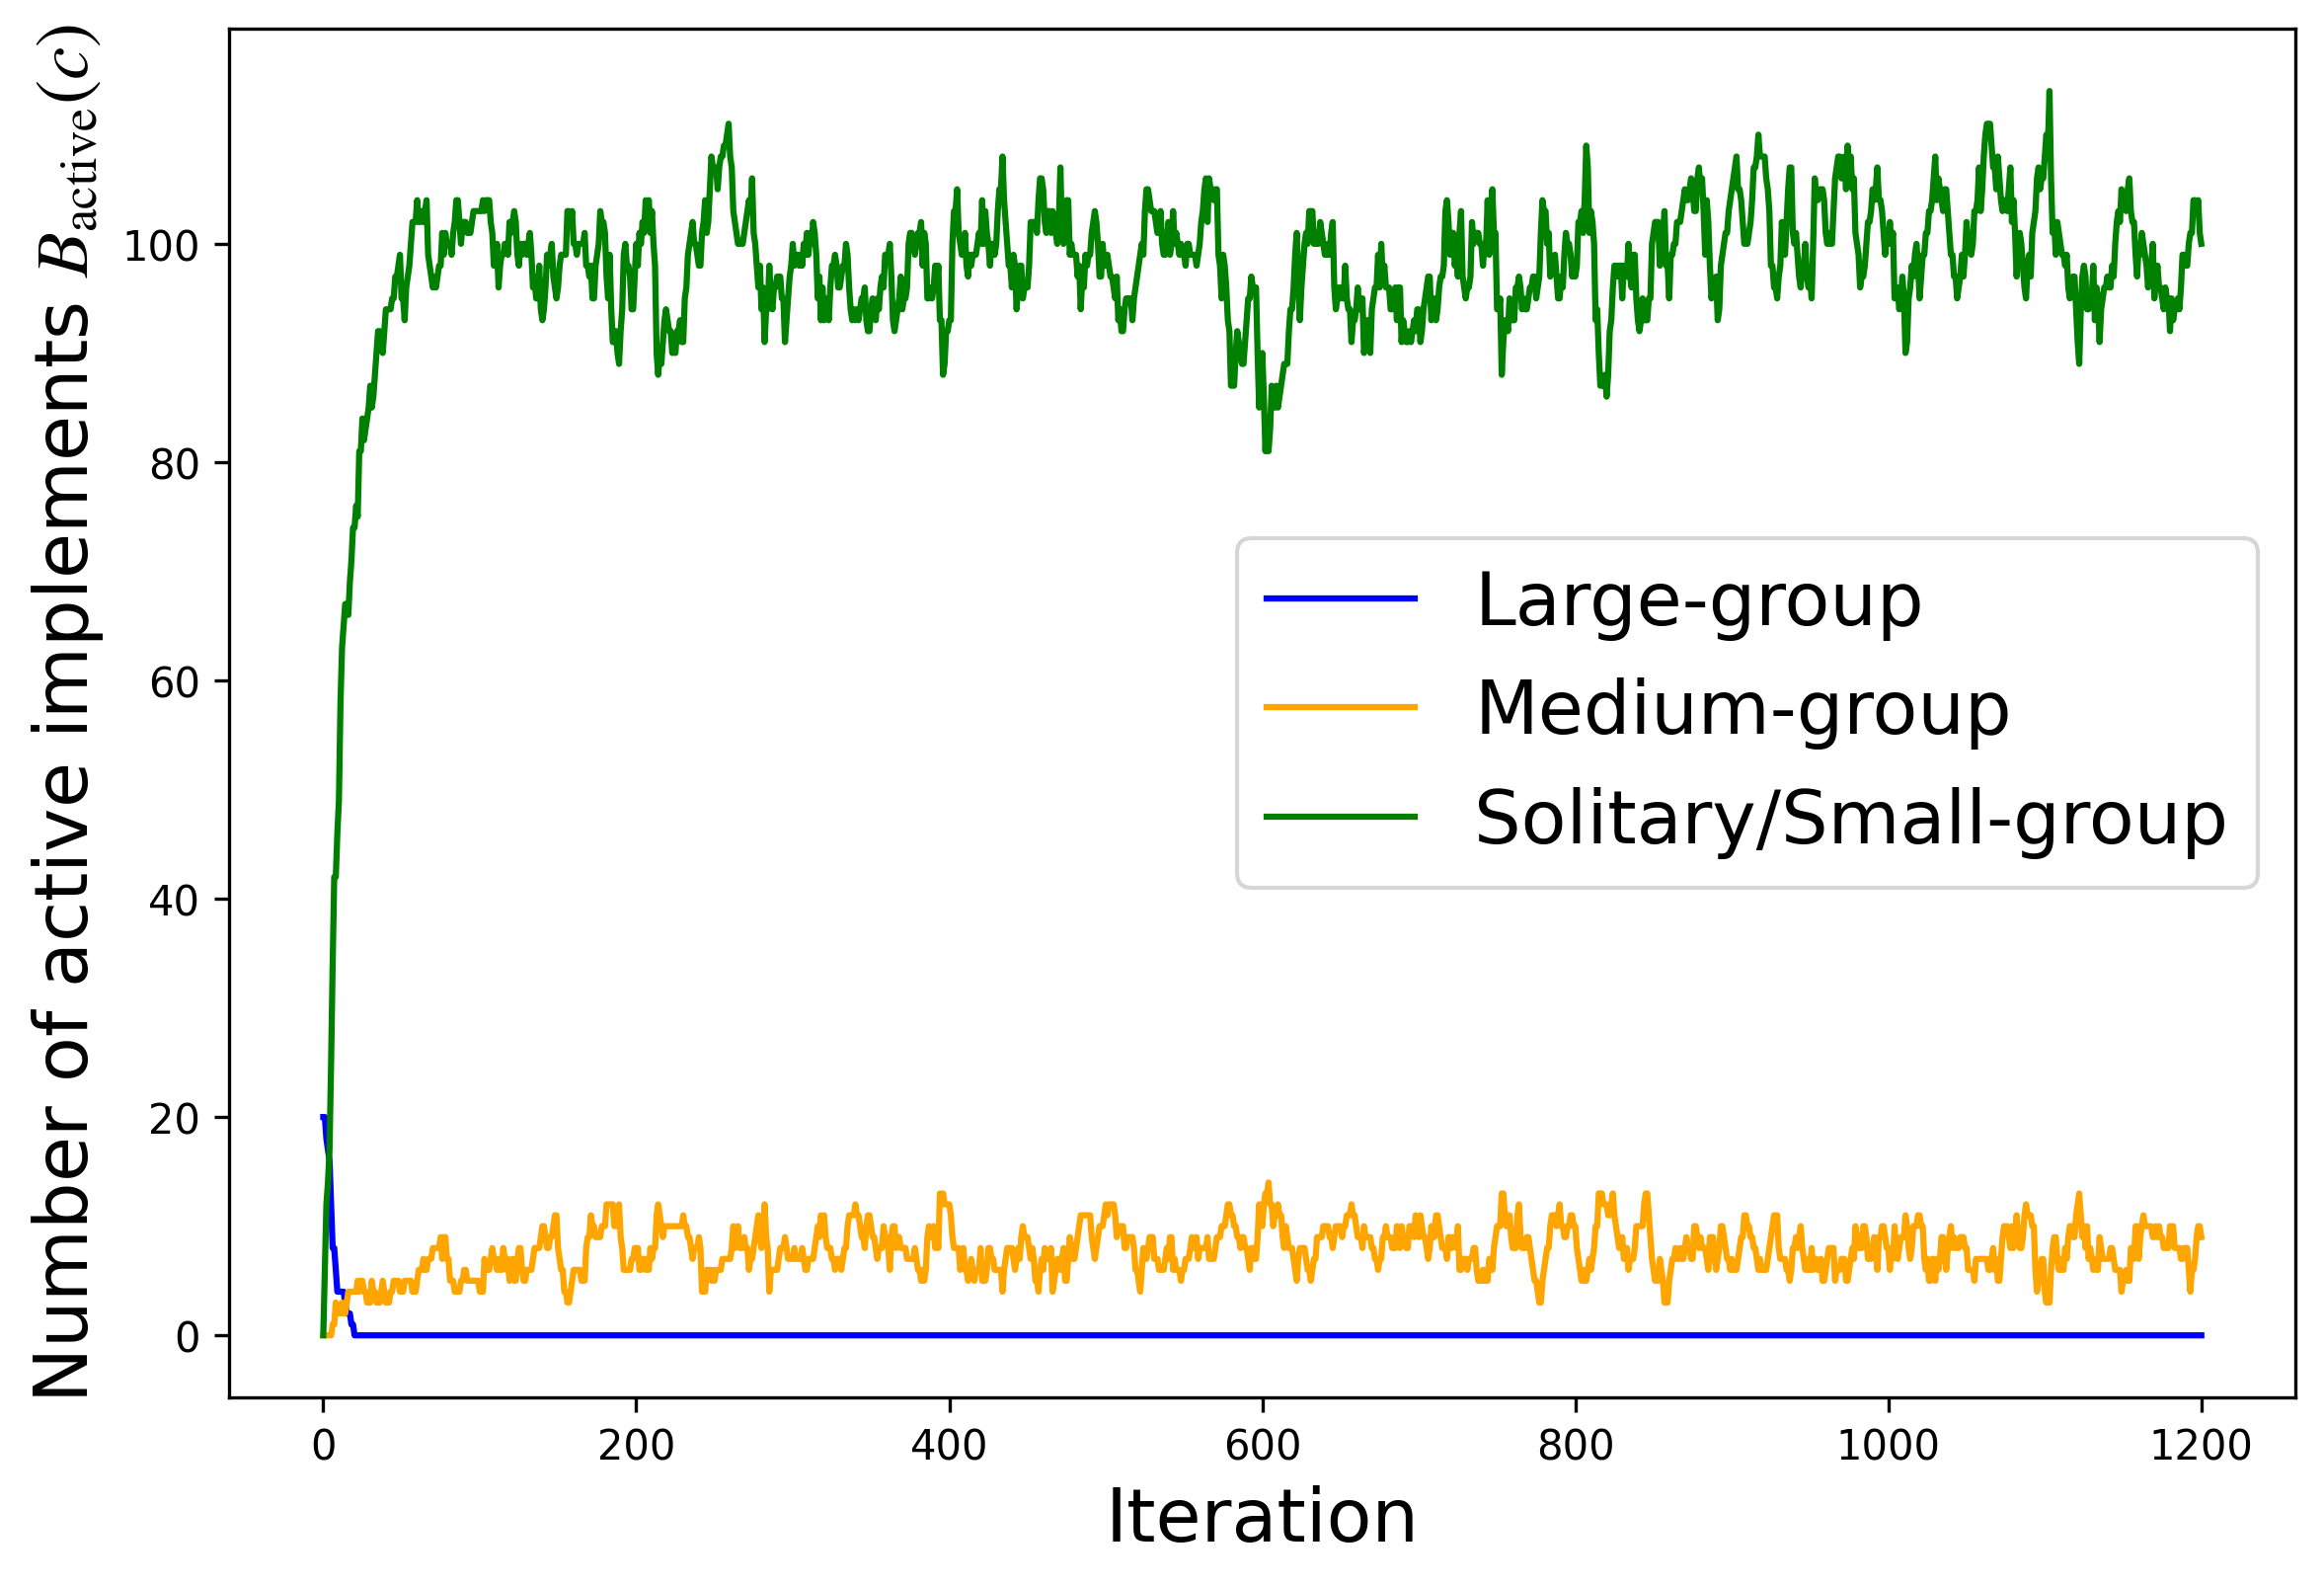 Number of active implements B_active(c)
100
80
60
40
20
0
Large-group
Medium-group
Solitary/Small-group
0 200 400 600 800 1000 1200
Iteration